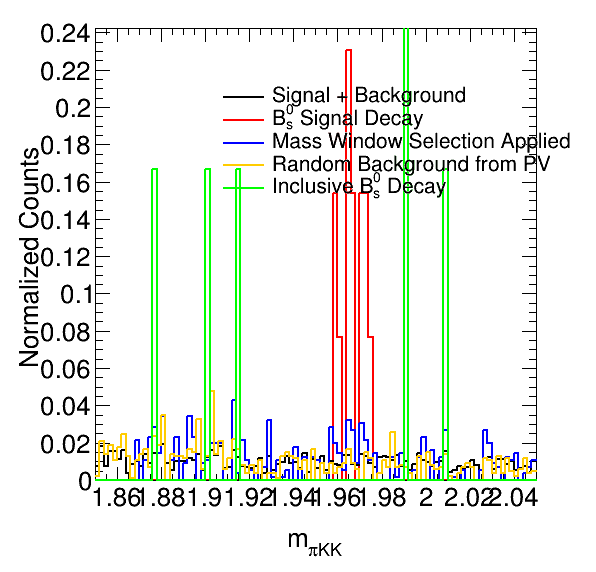 0.24
0.22
0.2
0.18
0.16
0.14
0.12
0.1
0.08
0.06
0.04
0.02
0
Normalized Counts
Signal + Background
B⁰ₛ Signal Decay
Mass Window Selection Applied
Random Background from PV
Inclusive B⁰ₛ Decay
1.86 1.88 1.9 1.92 1.94 1.96 1.98 2 2.02 2.04
mπKK